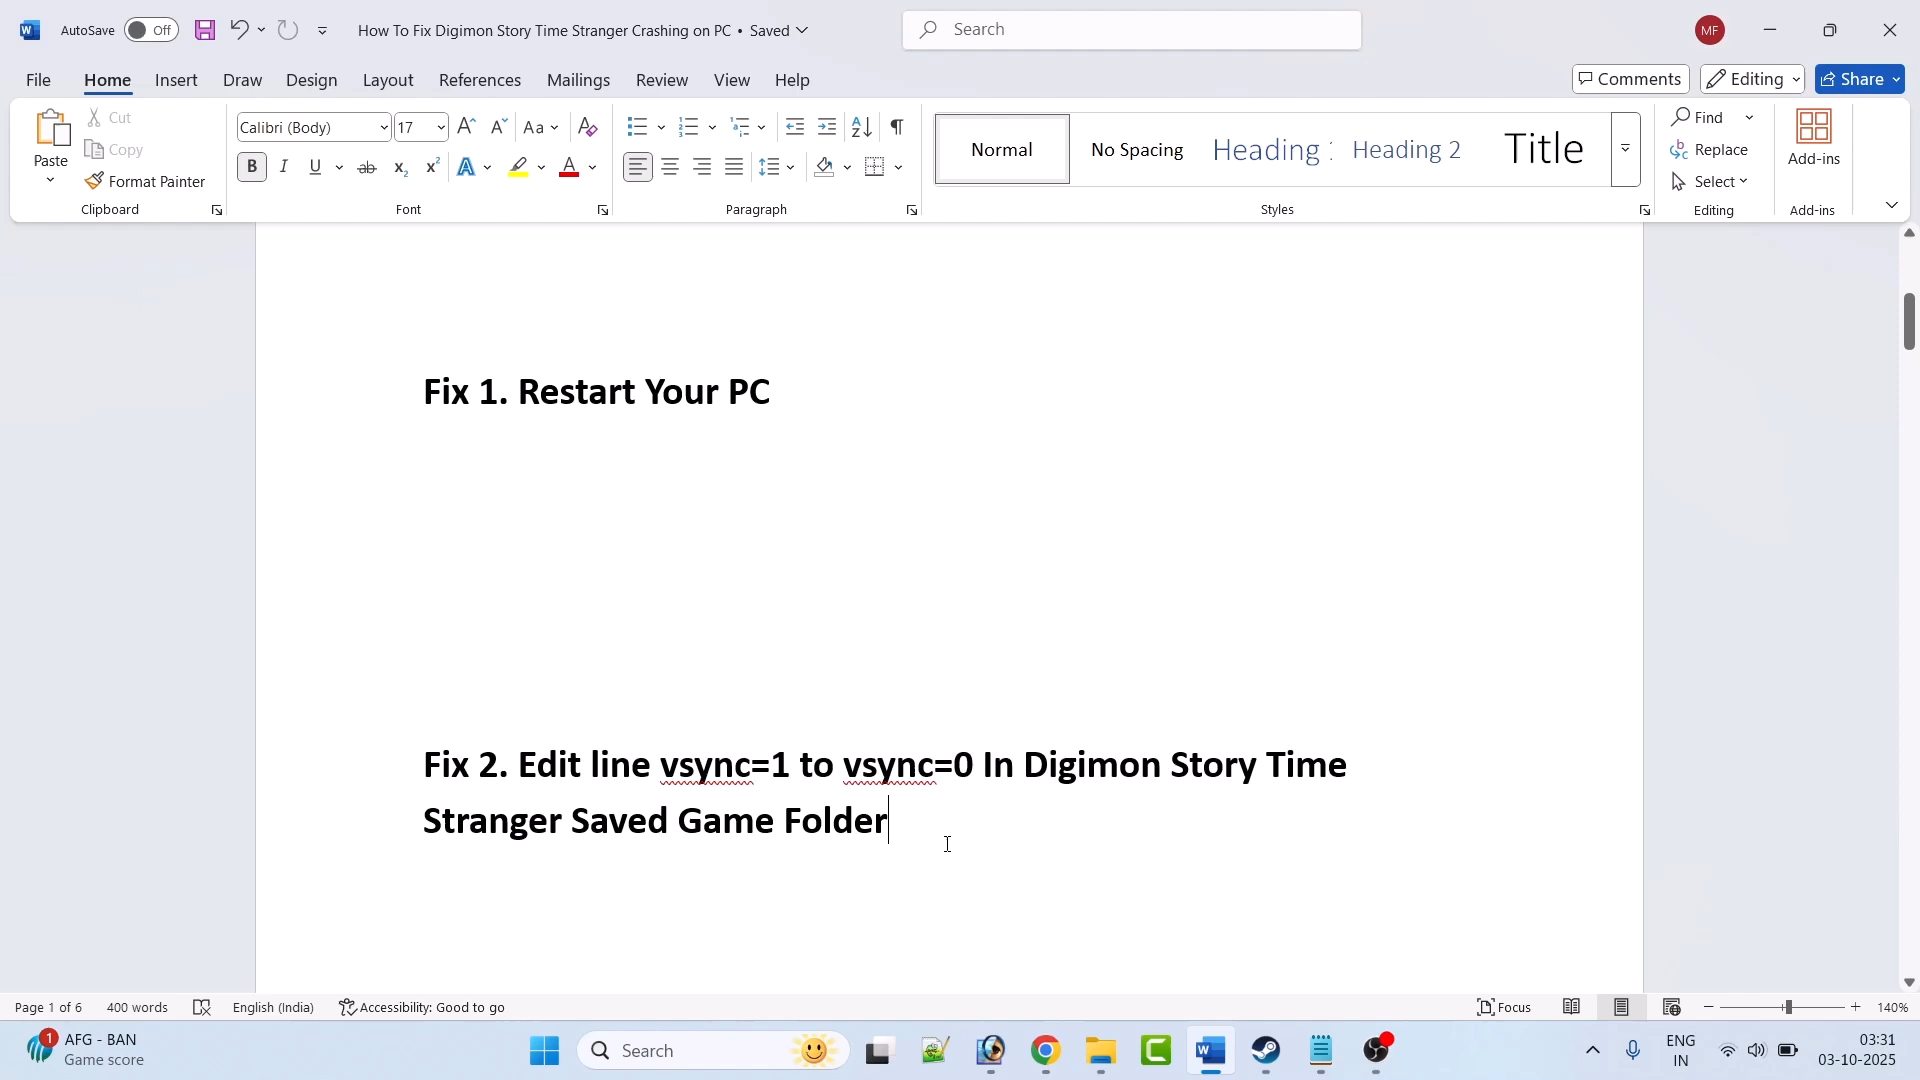 AutoSave Off How To Fix Digimon Story Time Stranger Crashing on PC • Saved Search MF
File Home Insert Draw Design Layout References Mailings Review View Help Comments Editing Share
Paste Cut Copy Format Painter Clipboard
Calibri (Body) 17 Aa
B I U ab x₂ x² A A
Font
Paragraph
Normal No Spacing Heading 1 Heading 2 Title
Styles
Find
Replace
Select
Editing
Add-ins
Add-ins
Fix 1. Restart Your PC
Fix 2. Edit line vsync=1 to vsync=0 In Digimon Story Time
Stranger Saved Game Folder
Page 1 of 6 400 words English (India) Accessibility: Good to go Focus 140%
1 AFG - BAN
Game score
Search
ENG
IN
03:31
03-10-2025